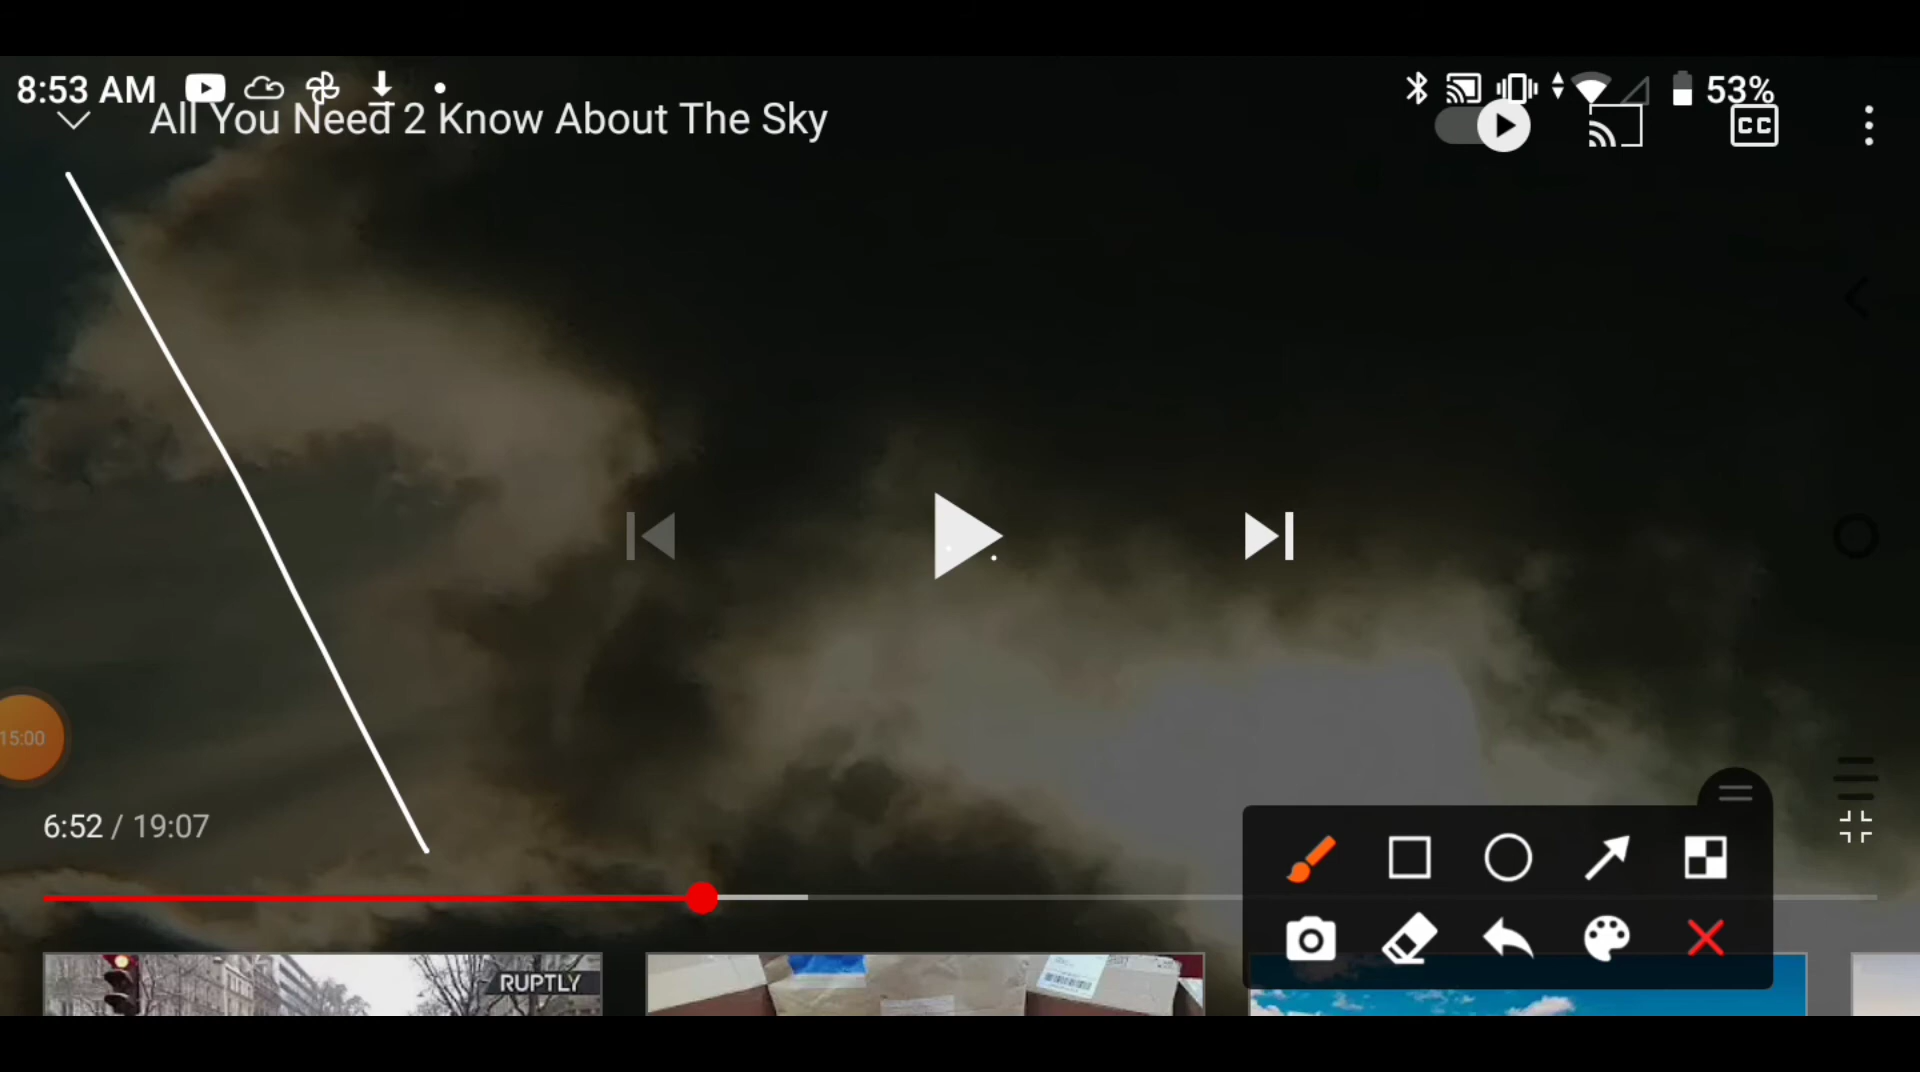 8:53 AM
53%
All You Need 2 Know About The Sky
CC
15:00
6:52 / 19:07
RUPTLY